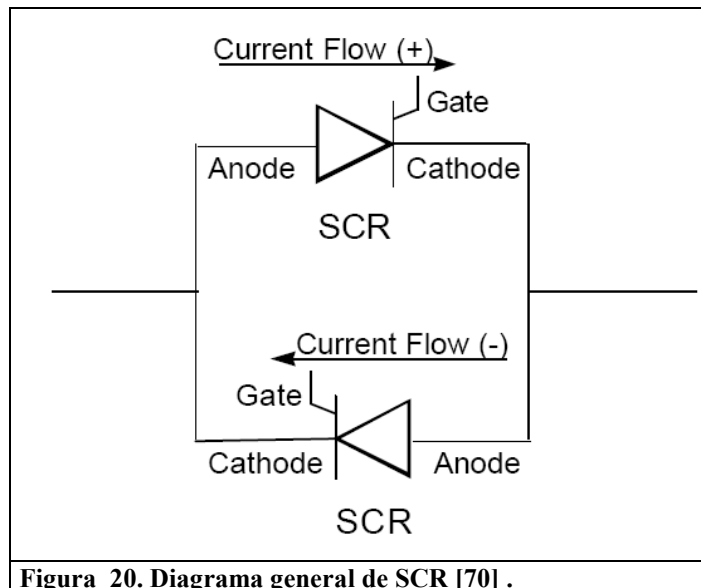 Current Flow (+)
Gate
Anode
Cathode
SCR
Current Flow (-)
Gate
Cathode
Anode
SCR
Figura 20. Diagrama general de SCR [70] .